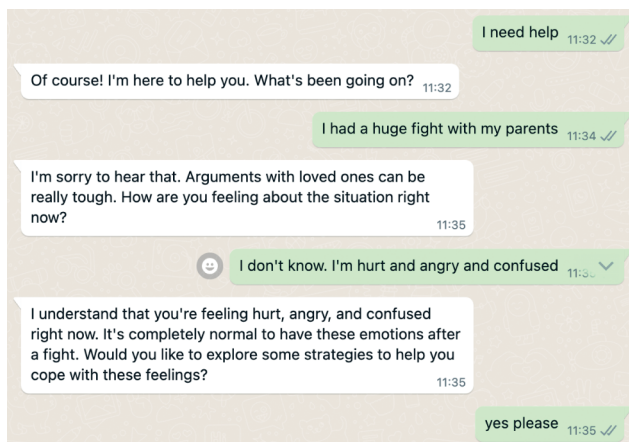 I need help 11:32
Of course! I'm here to help you. What's been going on? 11:32
I had a huge fight with my parents 11:34
I'm sorry to hear that. Arguments with loved ones can be
really tough. How are you feeling about the situation right
now?
11:35
I don't know. I'm hurt and angry and confused
I understand that you're feeling hurt, angry, and confused
right now. It's completely normal to have these emotions after
a fight. Would you like to explore some strategies to help you
cope with these feelings?
11:35
yes please 11:35